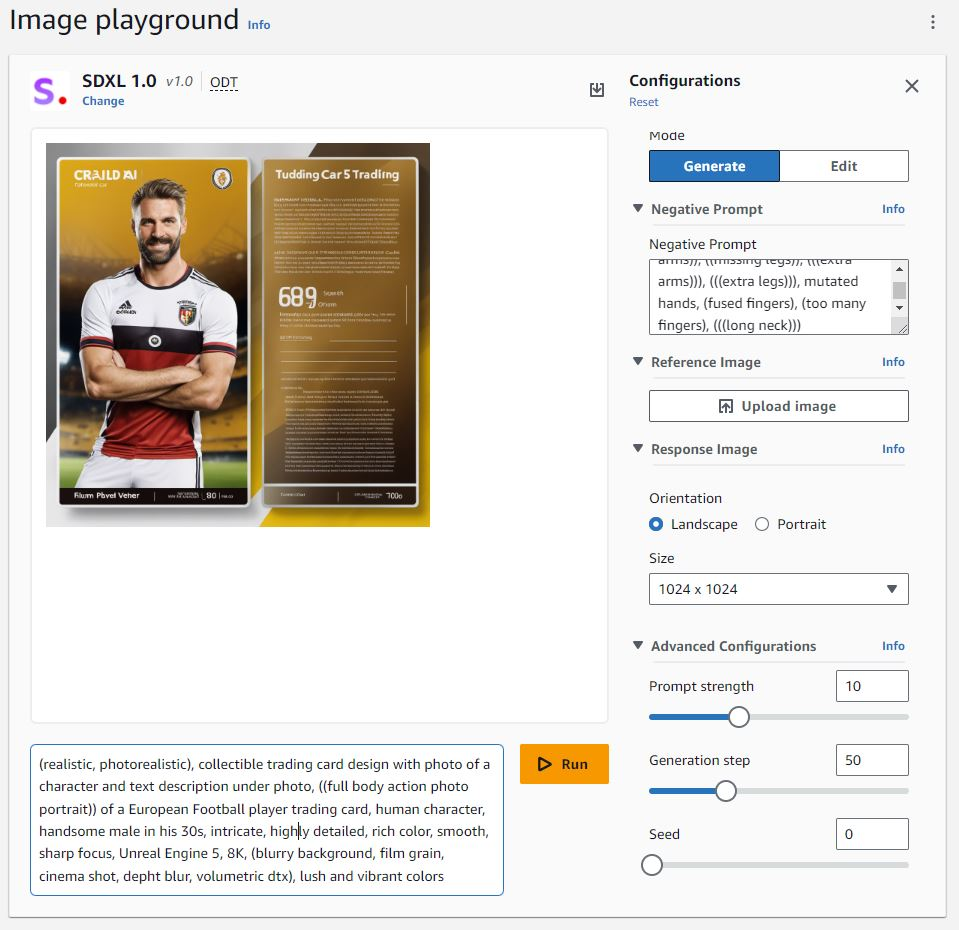 Image playground Info
SDXL 1.0 v1.0 ODT
Change
CRAILD AI
Tudding Car 5 Trading
689
80
700o
(realistic, photorealistic), collectible trading card design with photo of a
character and text description under photo, ((full body action photo
portrait)) of a European Football player trading card, human character,
handsome male in his 30s, intricate, highly detailed, rich color, smooth,
sharp focus, Unreal Engine 5, 8K, (blurry background, film grain,
cinema shot, depht blur, volumetric dtx), lush and vibrant colors
Run
Configurations
Reset
Mode
Generate
Edit
Negative Prompt Info
Negative Prompt
arms)), ((missing legs)), (((extra
arms))), (((extra legs))), mutated
hands, (fused fingers), (too many
fingers), (((long neck)))
Reference Image Info
Upload image
Response Image Info
Orientation
Landscape Portrait
Size
1024 x 1024
Advanced Configurations Info
Prompt strength 10
Generation step 50
Seed 0